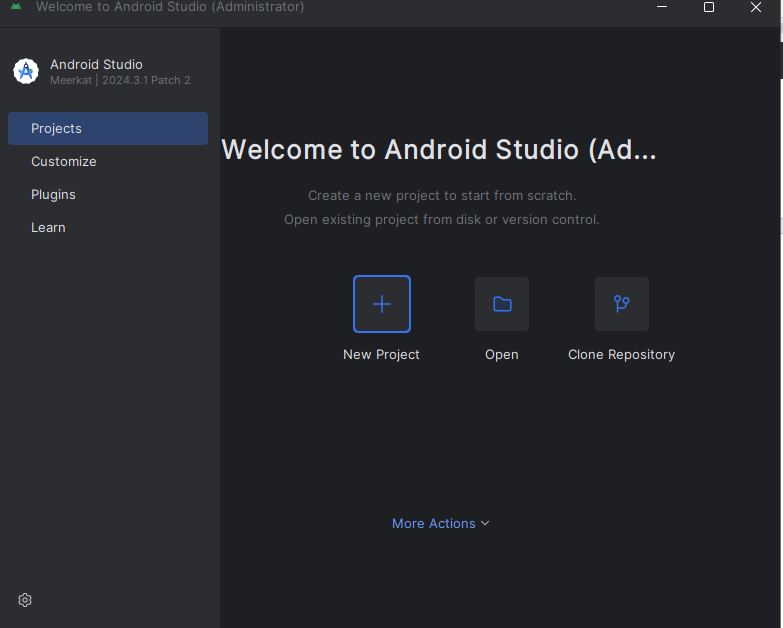 Welcome to Android Studio (Administrator)
Android Studio
Meerkat | 2024.3.1 Patch 2
Projects
Customize
Plugins
Learn
Welcome to Android Studio (Ad...
Create a new project to start from scratch.
Open existing project from disk or version control.
New Project
Open
Clone Repository
More Actions